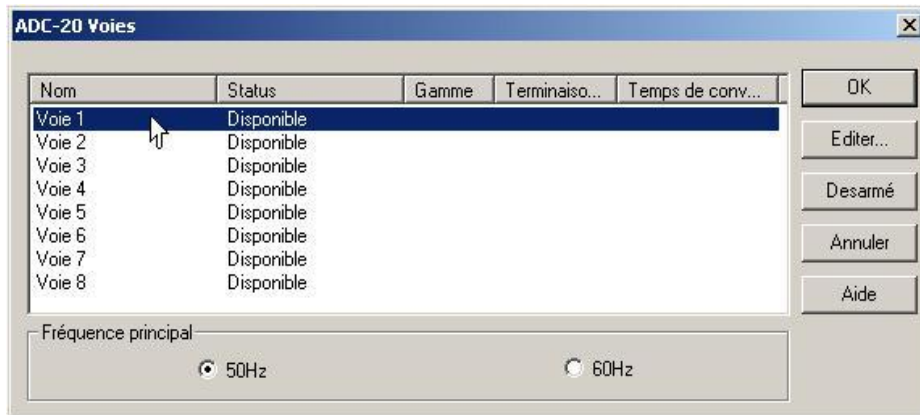 ADC-20 Voies
Nom Status Gamme Terminaiso... Temps de conv...
Voie 1 Disponible
Voie 2 Disponible
Voie 3 Disponible
Voie 4 Disponible
Voie 5 Disponible
Voie 6 Disponible
Voie 7 Disponible
Voie 8 Disponible
OK
Editer...
Desarmé
Annuler
Aide
Fréquence principal
50Hz 60Hz